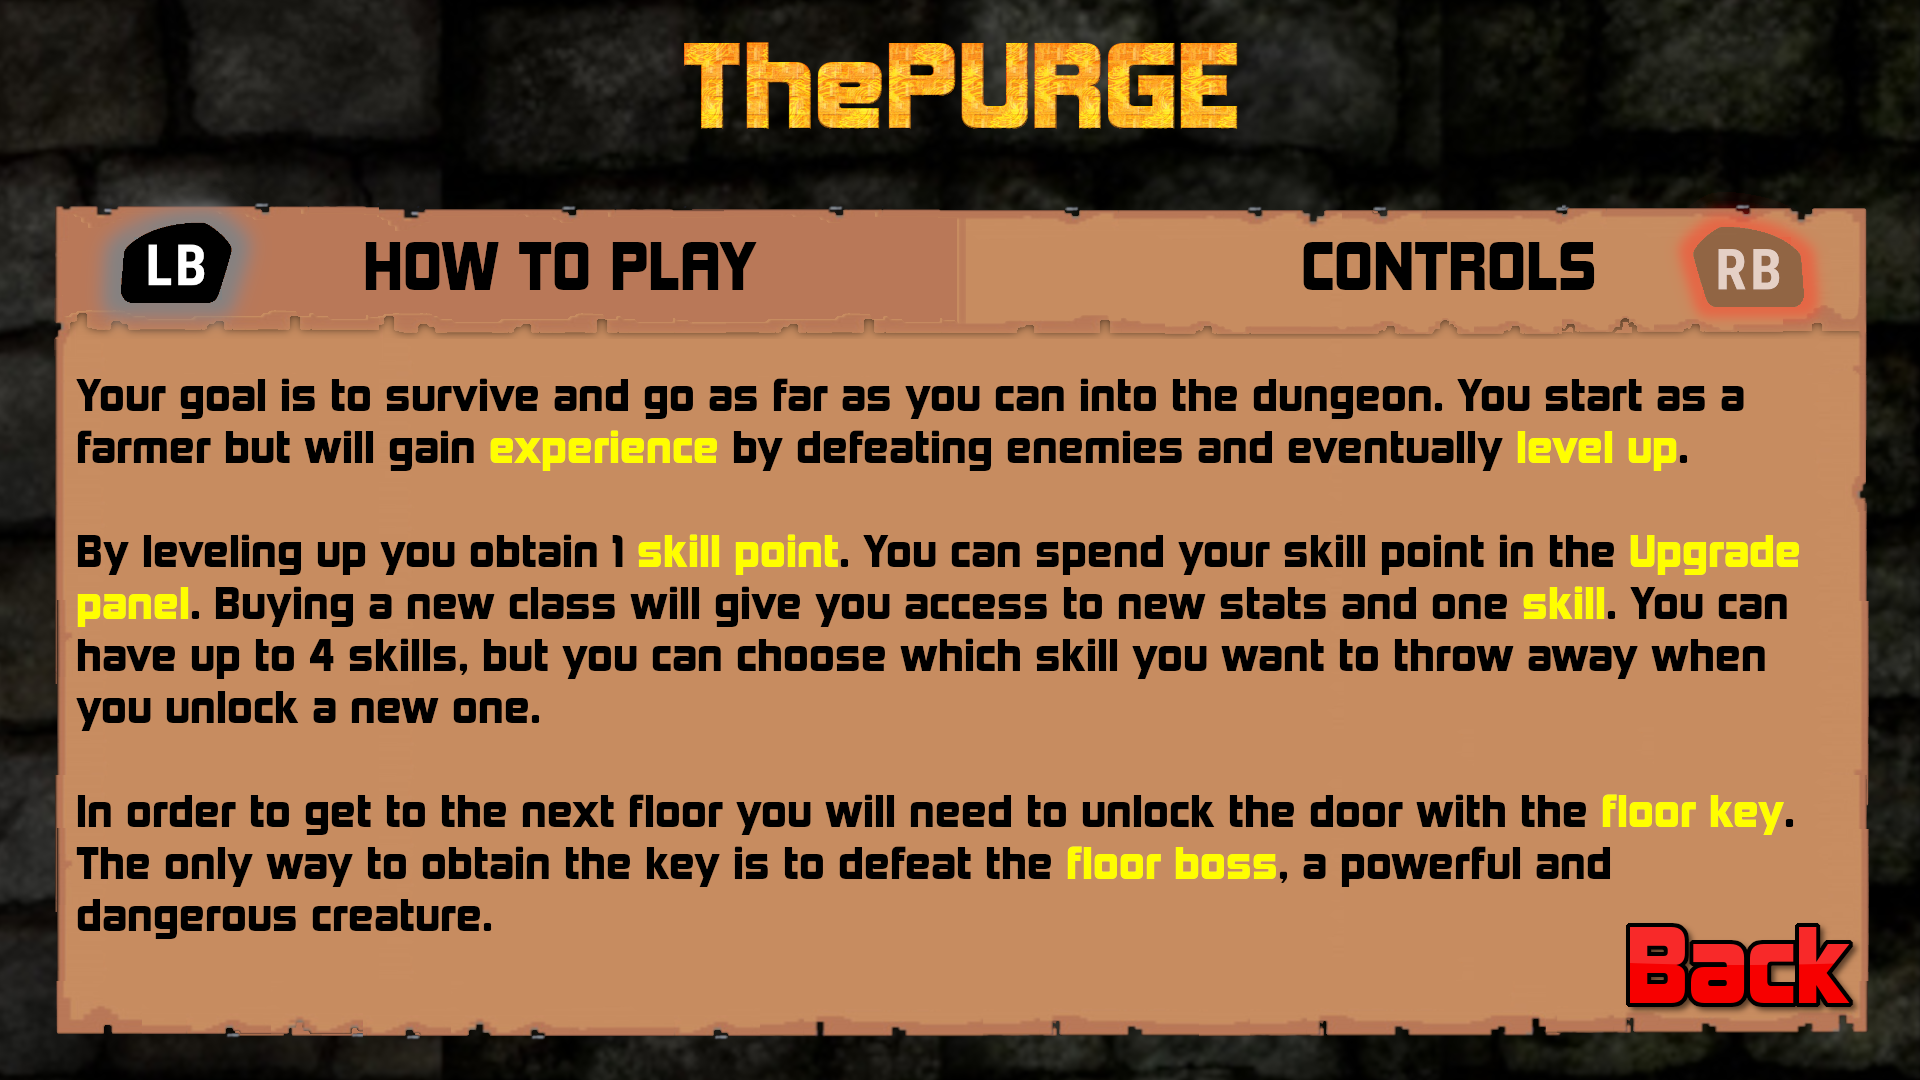 ThePURGE
LB HOW TO PLAY CONTROLS RB
Your goal is to survive and go as far as you can into the dungeon. You start as a
farmer but will gain experience by defeating enemies and eventually level up.
By leveling up you obtain 1 skill point. You can spend your skill point in the Upgrade
panel. Buying a new class will give you access to new stats and one skill. You can
have up to 4 skills, but you can choose which skill you want to throw away when
you unlock a new one.
In order to get to the next floor you will need to unlock the door with the floor key.
The only way to obtain the key is to defeat the floor boss, a powerful and
dangerous creature.
Back